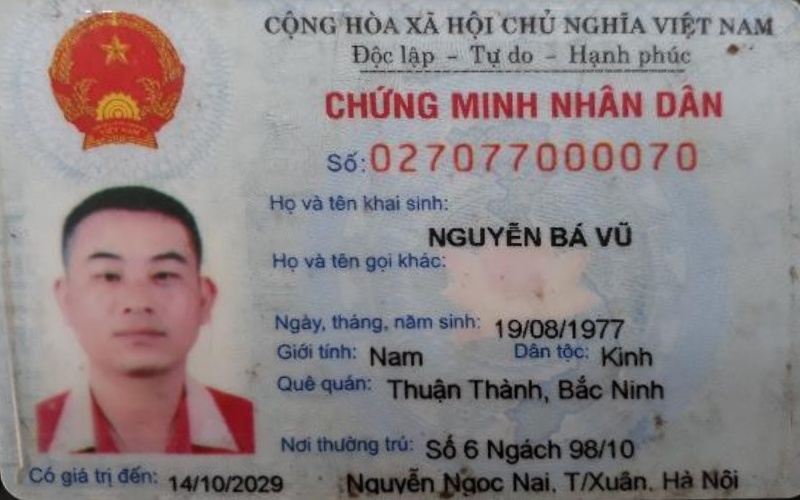 CỘNG HÒA XÃ HỘI CHỦ NGHĨA VIỆT NAM
Độc lập - Tự do - Hạnh phúc
CHỨNG MINH NHÂN DÂN
Số: 027077000070
Họ và tên khai sinh:
NGUYỄN BÁ VŨ
Họ và tên gọi khác:
Ngày, tháng, năm sinh: 19/08/1977
Giới tính: Nam Dân tộc: Kinh
Quê quán: Thuận Thành, Bắc Ninh
Nơi thường trú: Số 6 Ngách 98/10
Có giá trị đến: 14/10/2029 Nguyễn Ngọc Nại, T/Xuân, Hà Nội